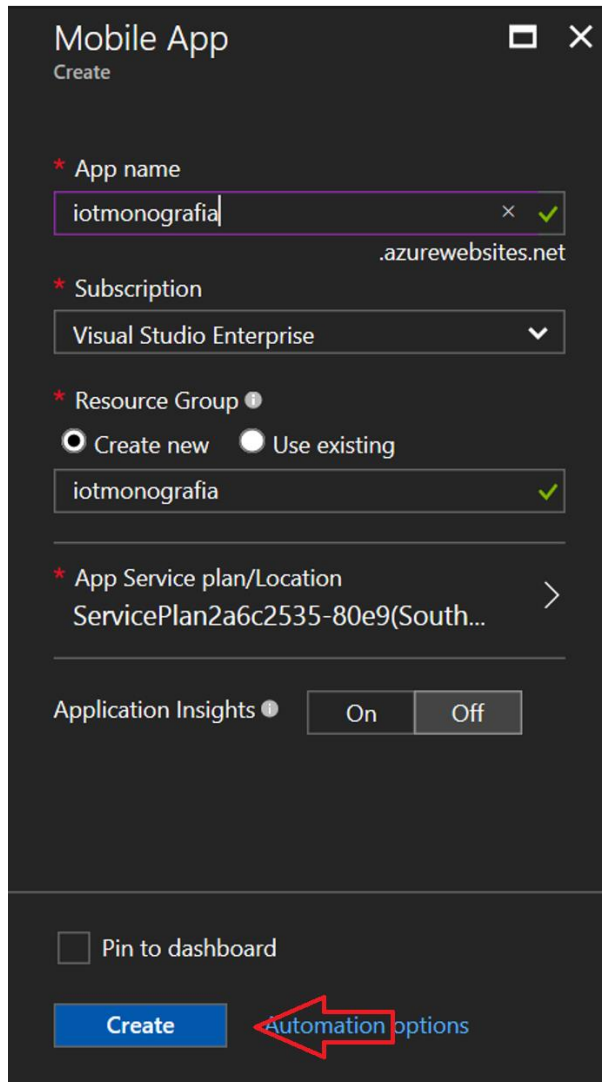 Mobile App
Create
* App name
iotmonografia
.azurewebsites.net
* Subscription
Visual Studio Enterprise
* Resource Group
Create new Use existing
iotmonografia
* App Service plan/Location
ServicePlan2a6c2535-80e9(South...
Application Insights On Off
Pin to dashboard
Create Automation options